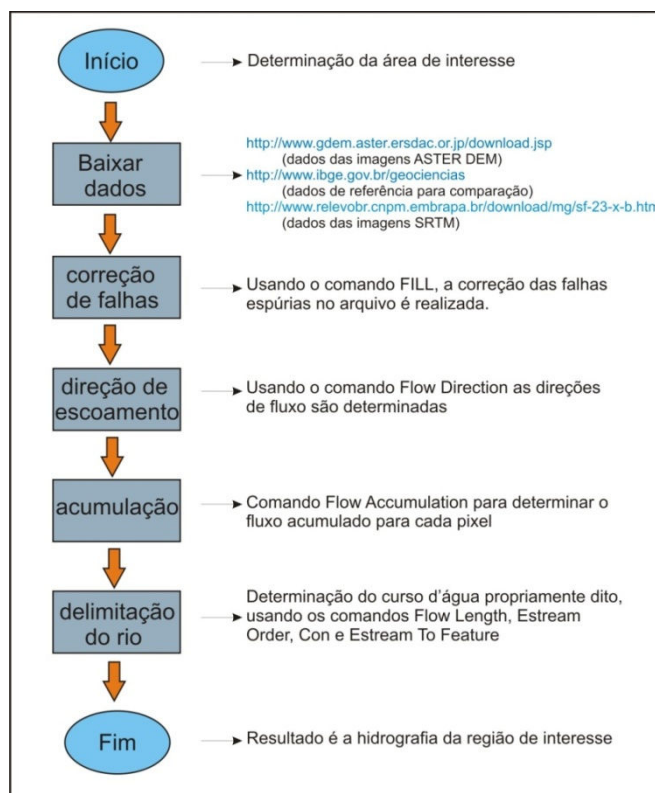 Início
Determinação da área de interesse
Baixar
dados
http://www.gdem.aster.ersdac.or.jp/download.jsp
(dados das imagens ASTER DEM)
http://www.ibge.gov.br/geociencias
(dados de referência para comparação)
http://www.relevobr.cnpm.embrapa.br/download/mg/sf-23-x-b.htm
(dados das imagens SRTM)
correção
de falhas
Usando o comando FILL, a correção das falhas
espúrias no arquivo é realizada.
direção de
escoamento
Usando o comando Flow Direction as direções
de fluxo são determinadas
acumulação
Comando Flow Accumulation para determinar o
fluxo acumulado para cada pixel
delimitação
do rio
Determinação do curso d'água propriamente dito,
usando os comandos Flow Length, Estream
Order, Con e Estream To Feature
Fim
Resultado é a hidrografia da região de interesse